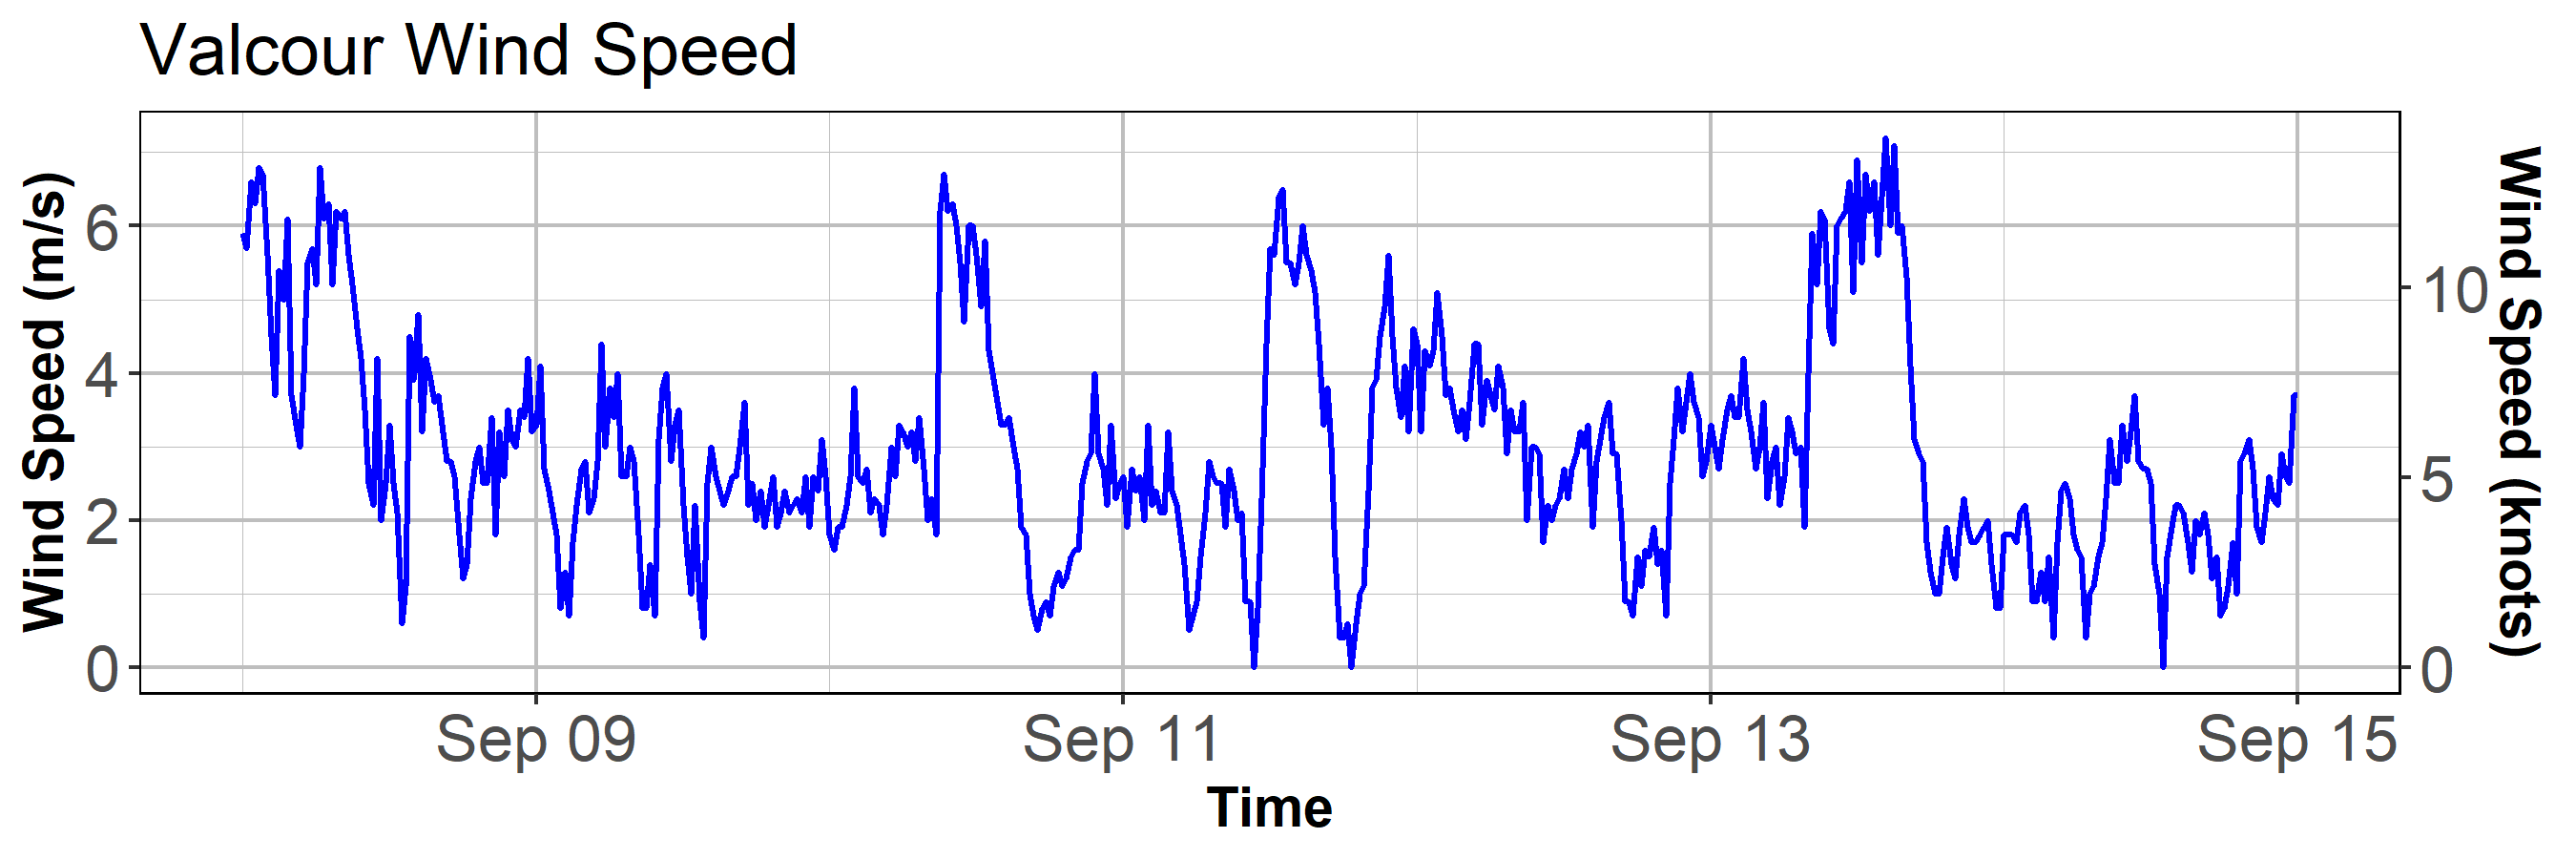 Valcour Wind Speed
Wind Speed (m/s)
6
4
2
0
10
5
0
Wind Speed (knots)
Sep 09
Sep 11
Sep 13
Sep 15
Time